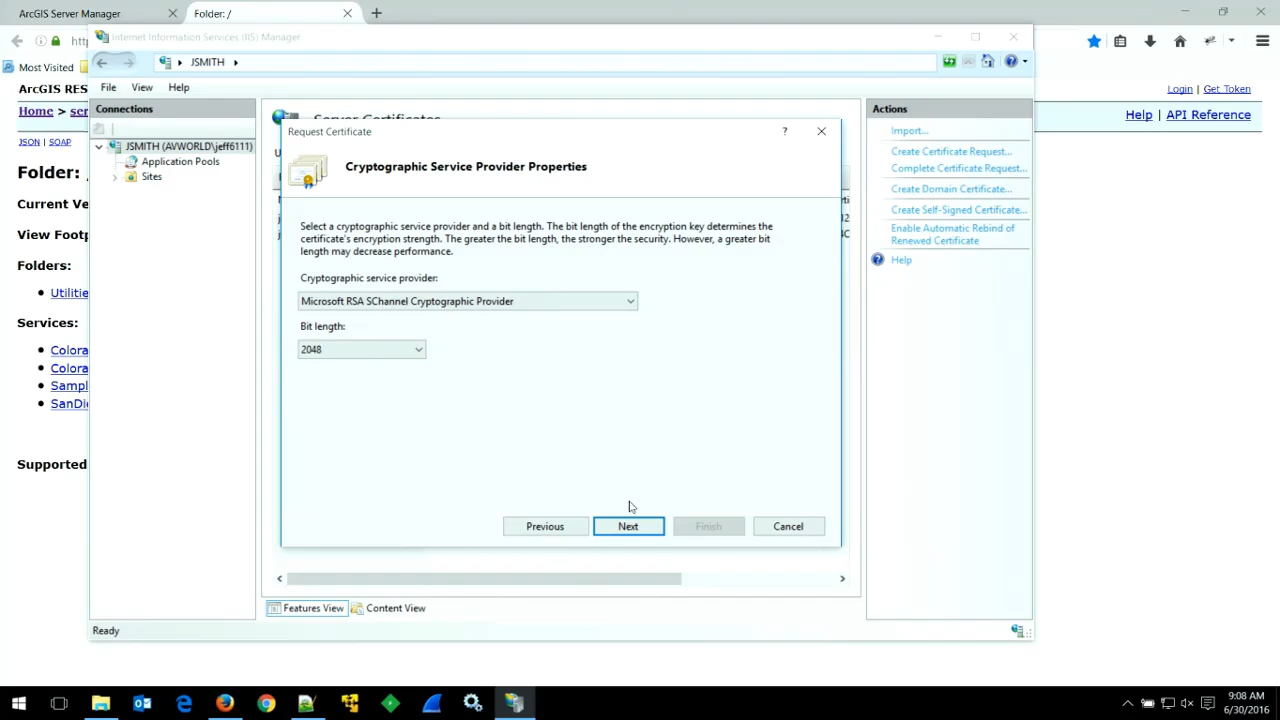 ArcGIS Server Manager
Folder: /
Internet Information Services (IIS) Manager
JSMITH
Most Visited
File View Help
ArcGIS RES
Login | Get Token
Home > ser
Help | API Reference
JSON | SOAP
Folder:
Current Ve
View Footp
Folders:
Utilitie
Services:
Colora
Colora
Sampl
SanDie
Supported
Connections
JSMITH (AVWORLD\jeff6111)
Application Pools
Sites
Server Certificates
Request Certificate
?
Cryptographic Service Provider Properties
Select a cryptographic service provider and a bit length. The bit length of the encryption key determines the
certificate's encryption strength. The greater the bit length, the stronger the security. However, a greater bit
length may decrease performance.
Cryptographic service provider:
Microsoft RSA SChannel Cryptographic Provider
Bit length:
2048
Previous Next Finish Cancel
Features View Content View
Ready
Actions
Import...
Create Certificate Request...
Complete Certificate Request...
Create Domain Certificate...
Create Self-Signed Certificate...
Enable Automatic Rebind of
Renewed Certificate
Help
9:08 AM
6/30/2016